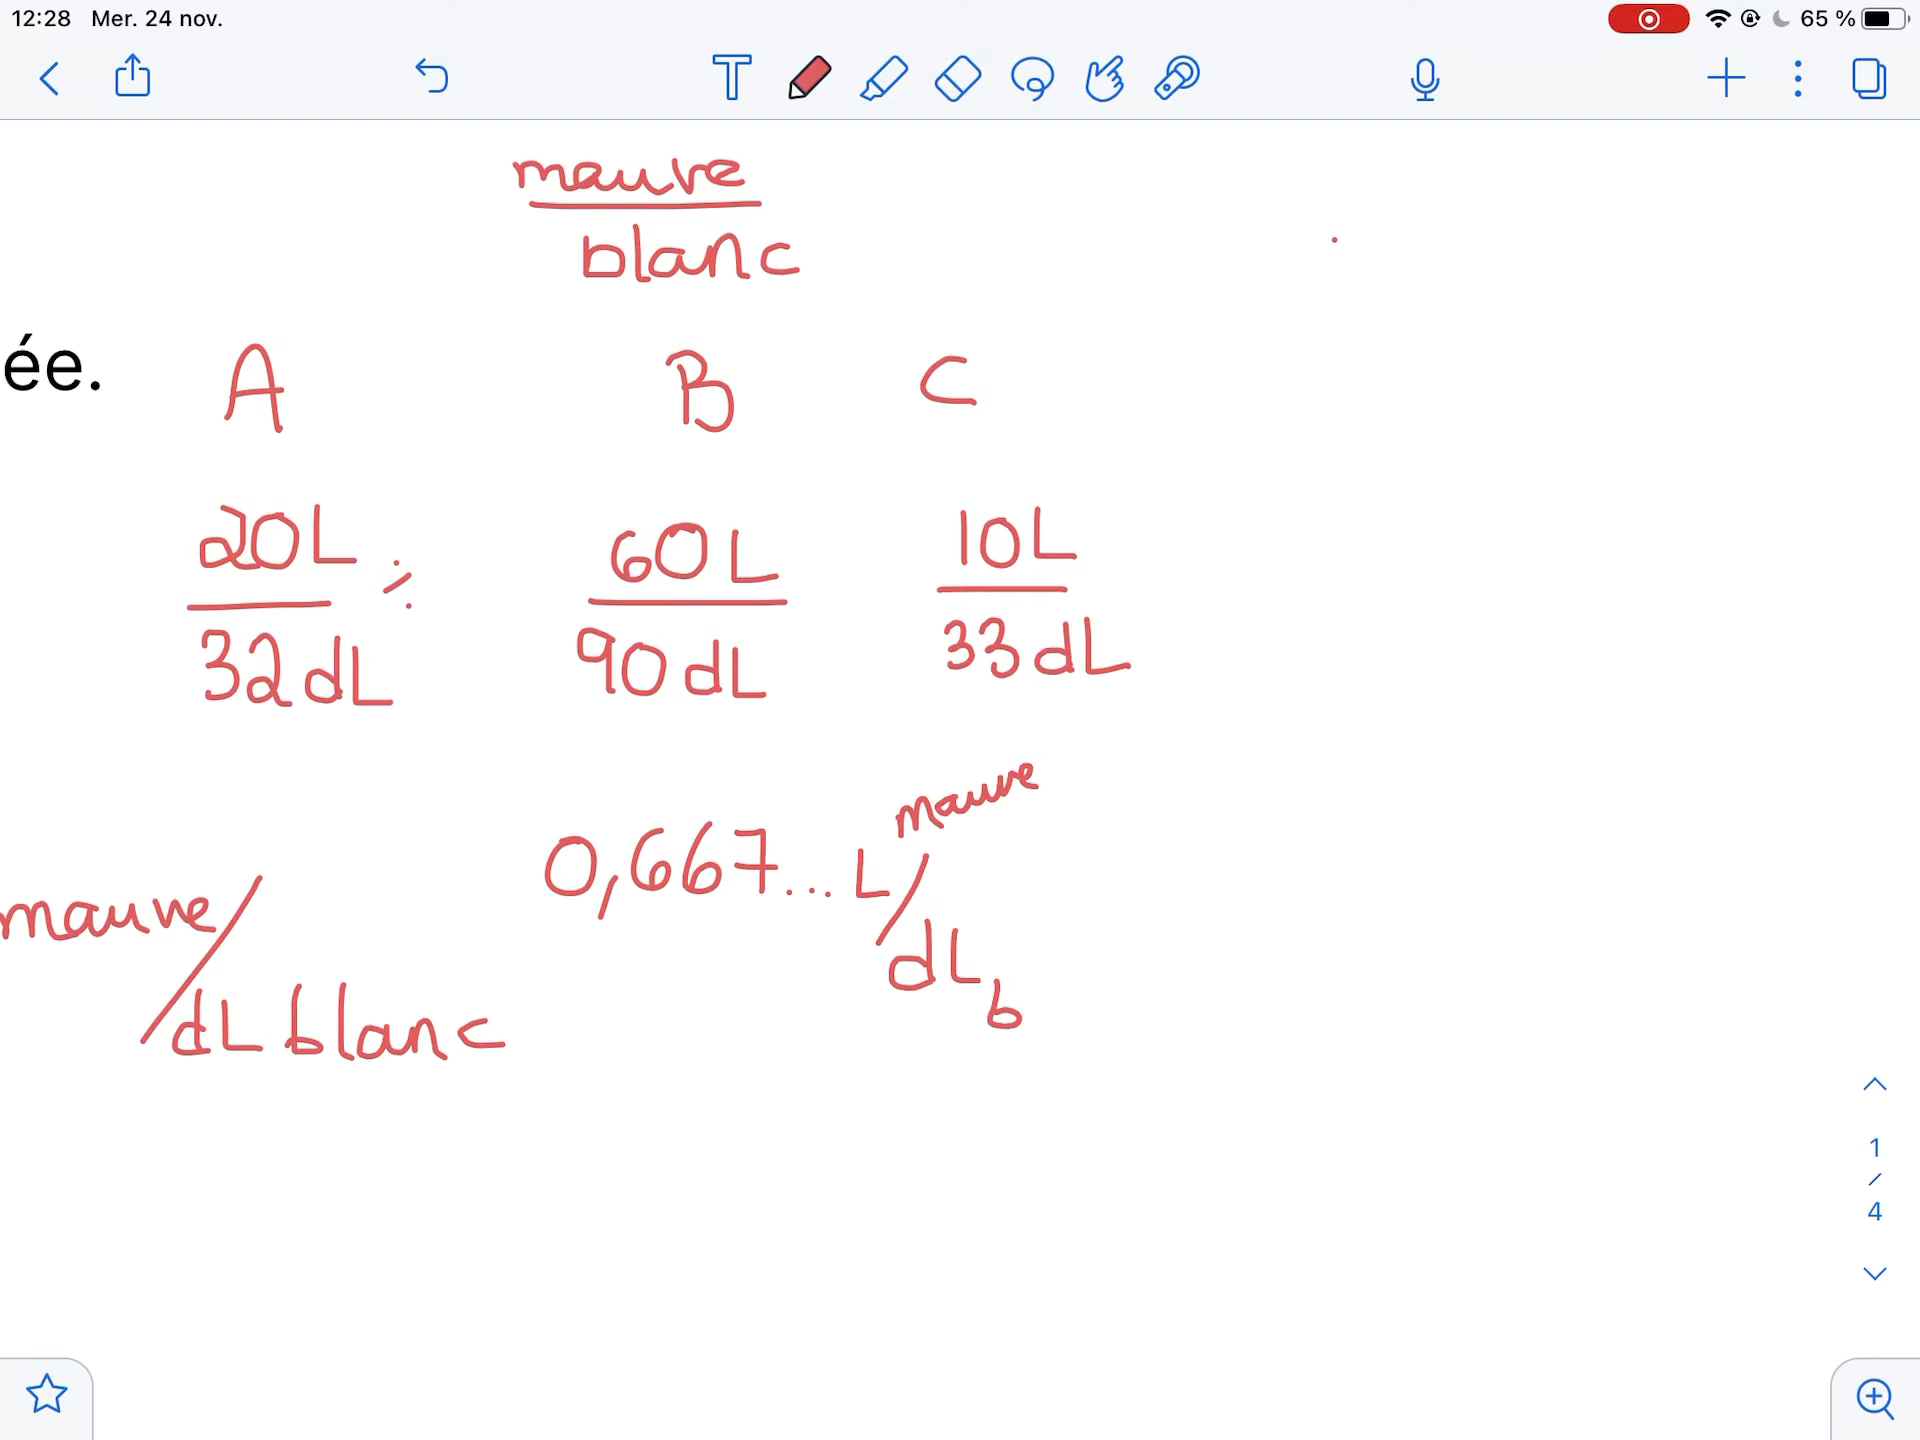 12:28 Mer. 24 nov. 65 %
mauve
blanc
ée. A B C
20L ÷ 60L 10L
32dL 90dL 33dL
0,667... L mauve/
dL b
mauve/
dL blanc
1
/
4